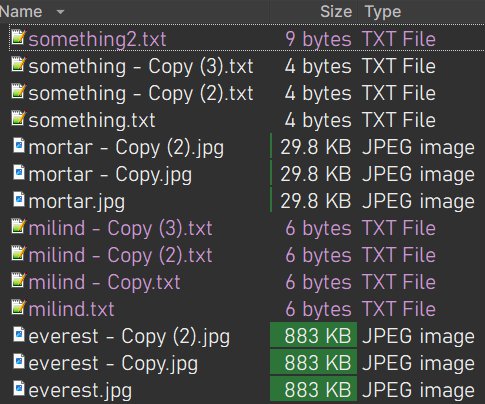 Name Size Type
something2.txt 9 bytes TXT File
something - Copy (3).txt 4 bytes TXT File
something - Copy (2).txt 4 bytes TXT File
something.txt 4 bytes TXT File
mortar - Copy (2).jpg 29.8 KB JPEG image
mortar - Copy.jpg 29.8 KB JPEG image
mortar.jpg 29.8 KB JPEG image
milind - Copy (3).txt 6 bytes TXT File
milind - Copy (2).txt 6 bytes TXT File
milind - Copy.txt 6 bytes TXT File
milind.txt 6 bytes TXT File
everest - Copy (2).jpg 883 KB JPEG image
everest - Copy.jpg 883 KB JPEG image
everest.jpg 883 KB JPEG image